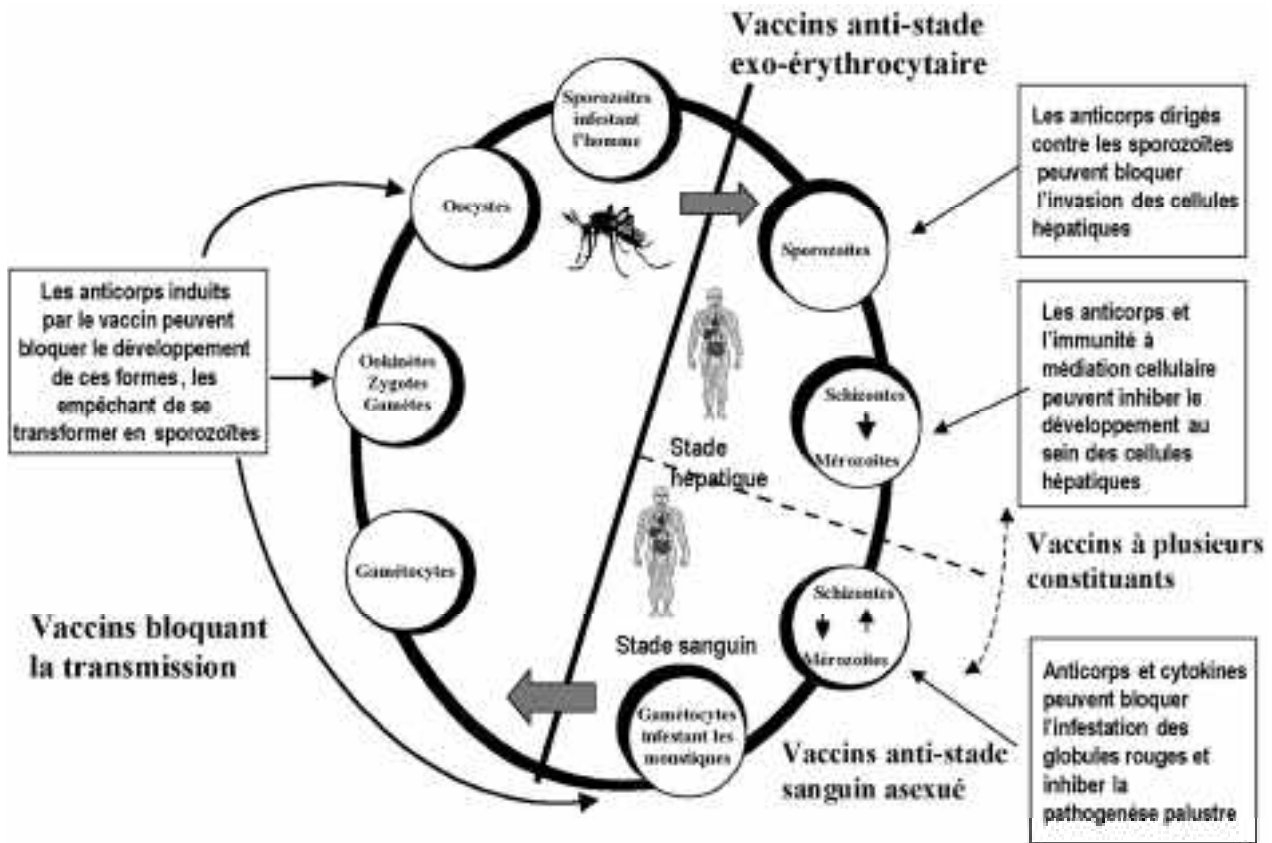 Vaccins anti-stade
exo-érythrocytaire
Sporozoïtes
infestant
l'homme
Les anticorps dirigés
contre les sporozoïtes
peuvent bloquer
l'invasion des cellules
hépatiques
Oocystes
Sporozoïtes
Les anticorps induits
par le vaccin peuvent
bloquer le développement
de ces formes, les
empêchant de se
transformer en sporozoïtes
Ookinètes
Zygotes
Gamètes
Les anticorps et
l'immunité à
médiation cellulaire
peuvent inhiber le
développement au
sein des cellules
hépatiques
Schizontes
Mérozoïtes
Stade
hépatique
Gamétocytes
Vaccins à plusieurs
constituants
Schizontes
Mérozoïtes
Vaccins bloquant
la transmission
Stade sanguin
Gamétocytes
infestant les
moustiques
Vaccins anti-stade
sanguin asexué
Anticorps et cytokines
peuvent bloquer
l'infestation des
globules rouges et
inhiber la
pathogenèse palustre